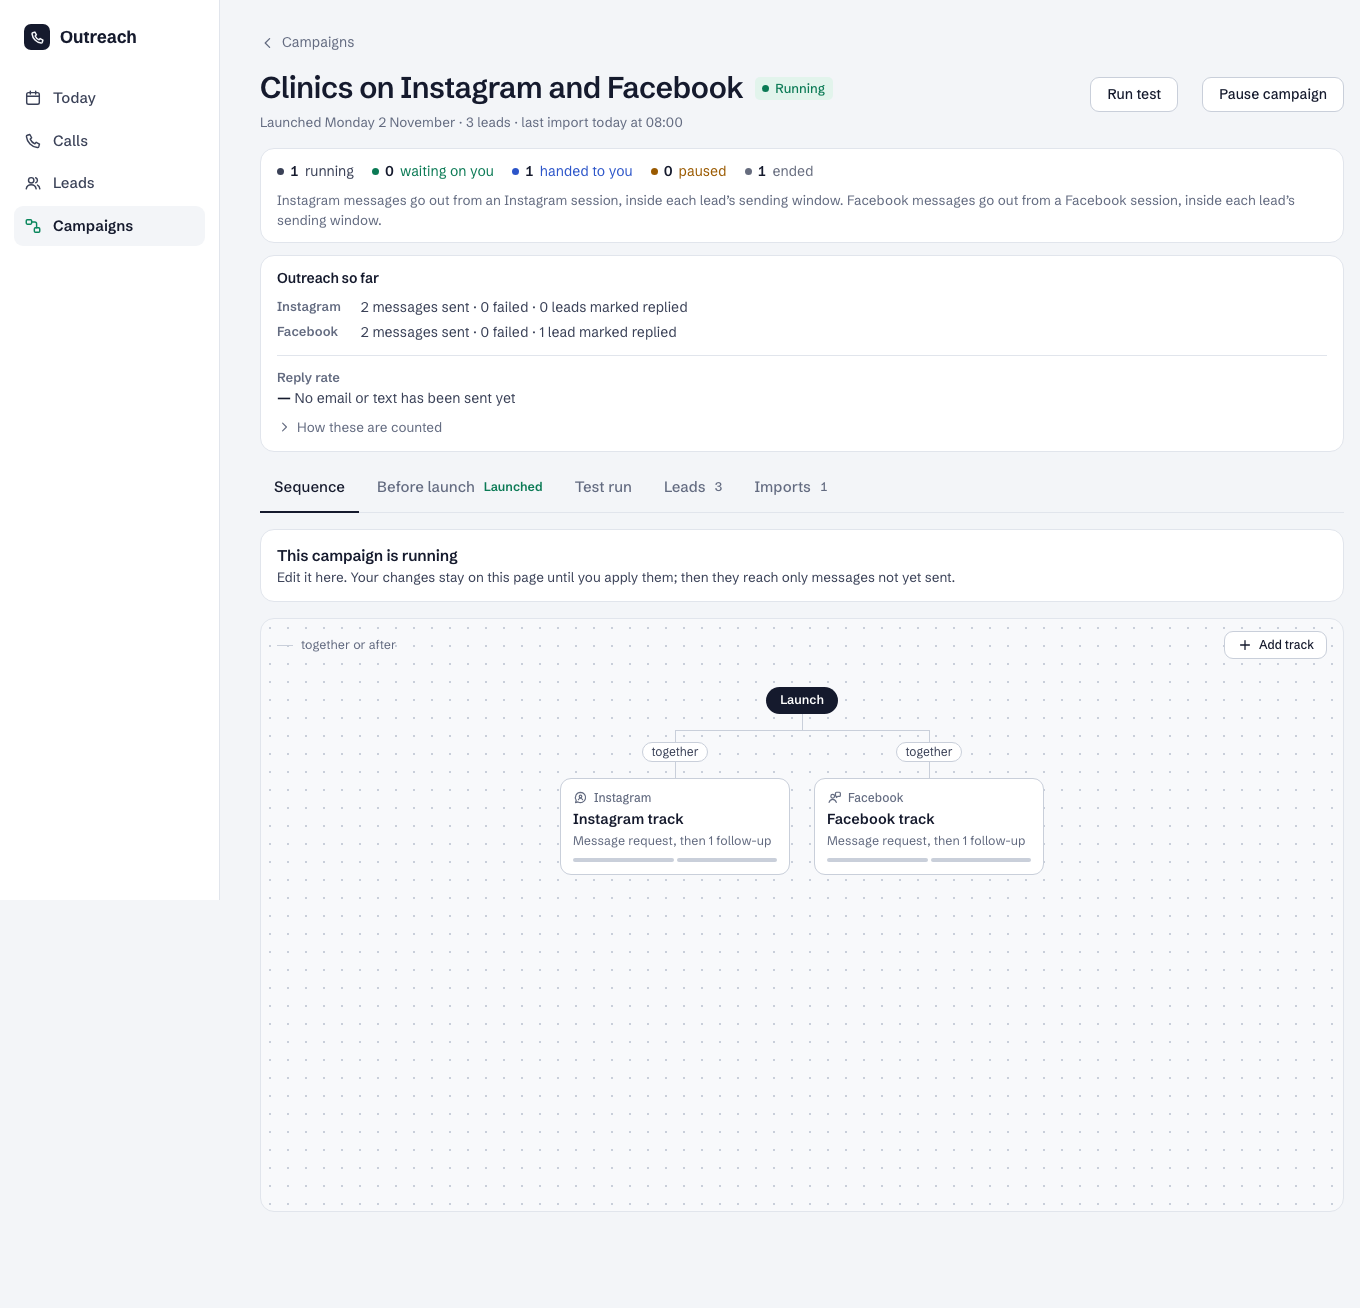 Outreach
Today
Calls
Leads
Campaigns
Campaigns
Clinics on Instagram and Facebook
Running
Run test
Pause campaign
Launched Monday 2 November · 3 leads · last import today at 08:00
1 running
0 waiting on you
1 handed to you
0 paused
1 ended
Instagram messages go out from an Instagram session, inside each lead’s sending window. Facebook messages go out from a Facebook session, inside each lead’s
sending window.
Outreach so far
Instagram 2 messages sent · 0 failed · 0 leads marked replied
Facebook 2 messages sent · 0 failed · 1 lead marked replied
Reply rate
— No email or text has been sent yet
How these are counted
Sequence
Before launch Launched
Test run
Leads 3
Imports 1
This campaign is running
Edit it here. Your changes stay on this page until you apply them; then they reach only messages not yet sent.
together or after
Add track
Launch
together
together
Instagram
Instagram track
Message request, then 1 follow-up
Facebook
Facebook track
Message request, then 1 follow-up